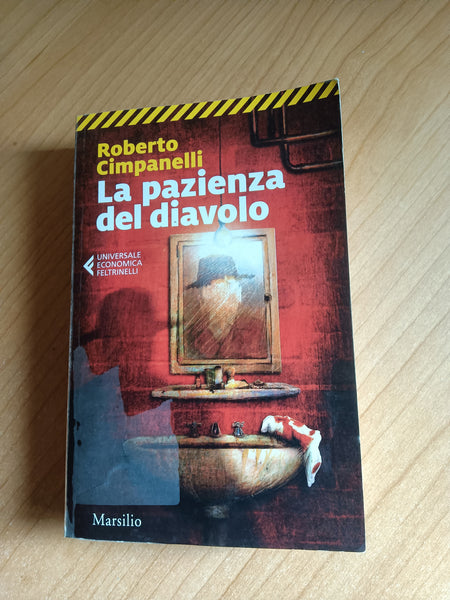 Roberto
Cimpanelli
La pazienza
del diavolo
UNIVERSALE
ECONOMICA
FELTRINELLI
Marsilio